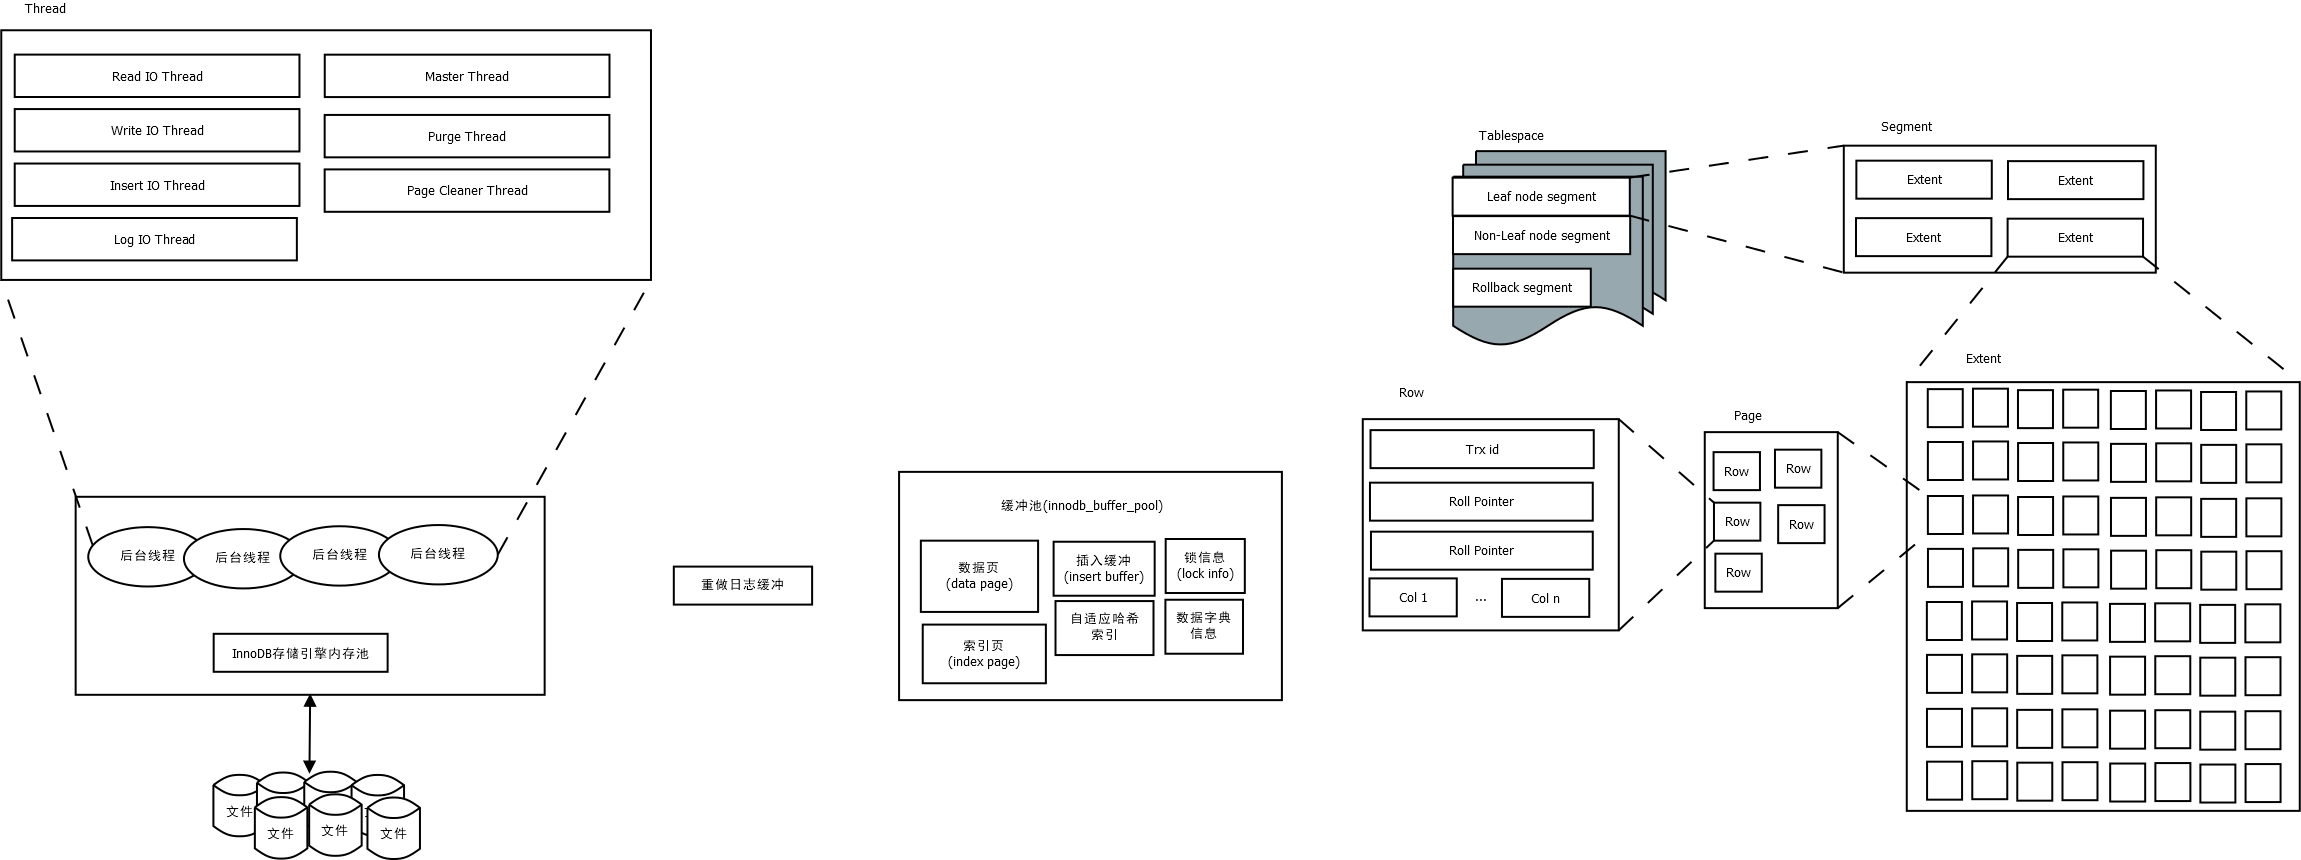 Thread
Read IO Thread
Master Thread
Write IO Thread
Purge Thread
Insert IO Thread
Page Cleaner Thread
Log IO Thread
后台线程
后台线程
后台线程
后台线程
InnoDB存储引擎内存池
文件
文件
文件
文件
重做日志缓冲
缓冲池(innodb_buffer_pool)
数据页
(data page)
插入缓冲
(insert buffer)
锁信息
(lock info)
索引页
(index page)
自适应哈希
索引
数据字典
信息
Tablespace
Leaf node segment
Non-Leaf node segment
Rollback segment
Segment
Extent
Extent
Extent
Extent
Extent
Page
Row
Row
Row
Row
Row
Row
Trx id
Roll Pointer
Roll Pointer
Col 1
...
Col n